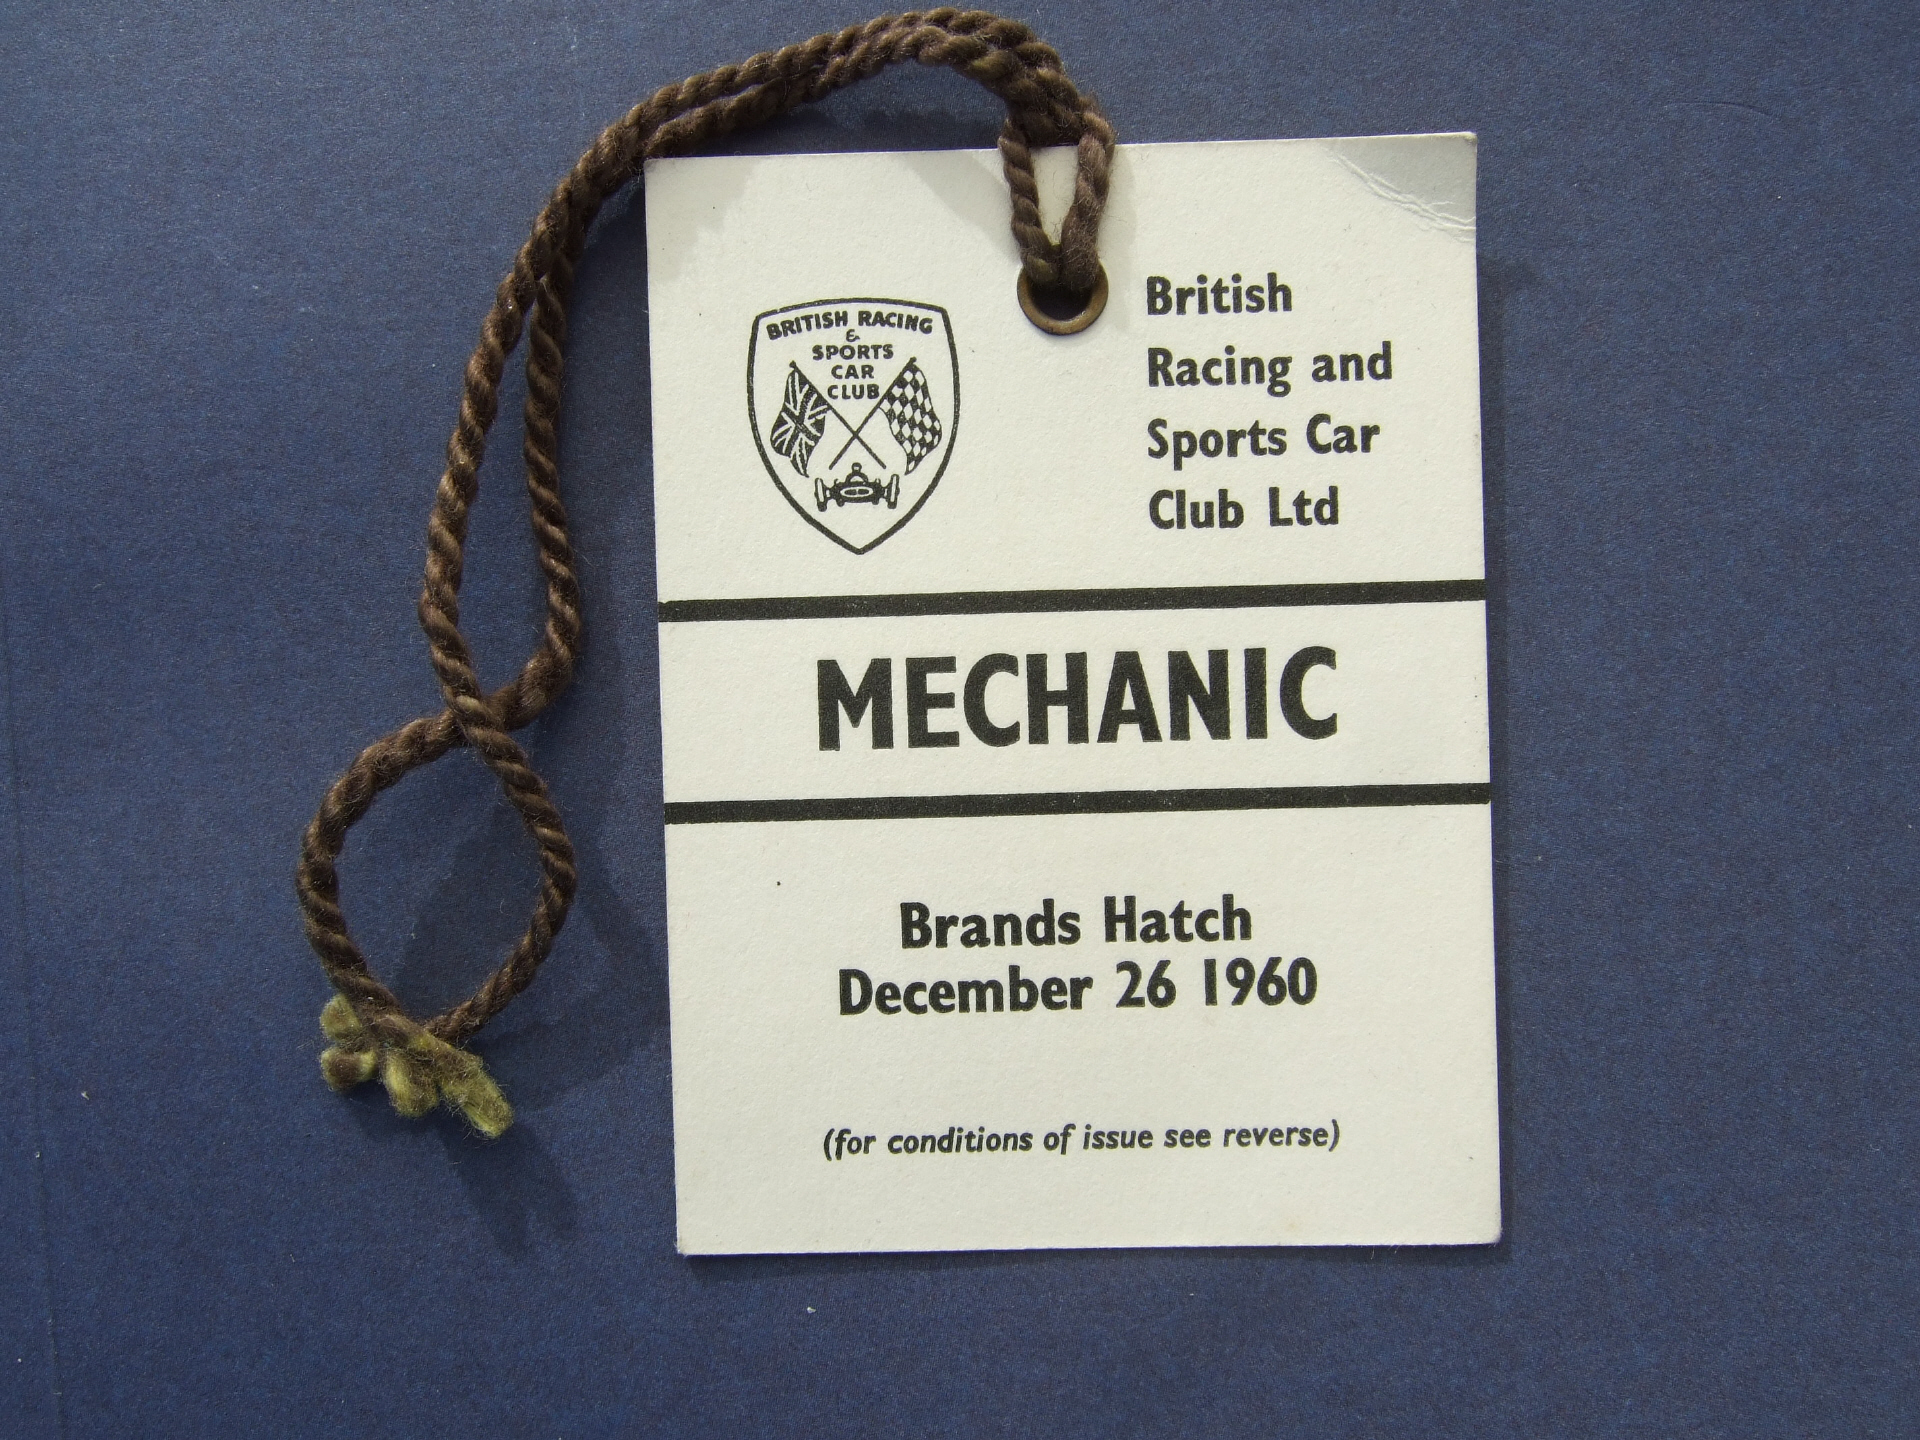 BRITISH RACING
&
SPORTS
CAR
CLUB
British
Racing and
Sports Car
Club Ltd
MECHANIC
Brands Hatch
December 26 1960
(for conditions of issue see reverse)